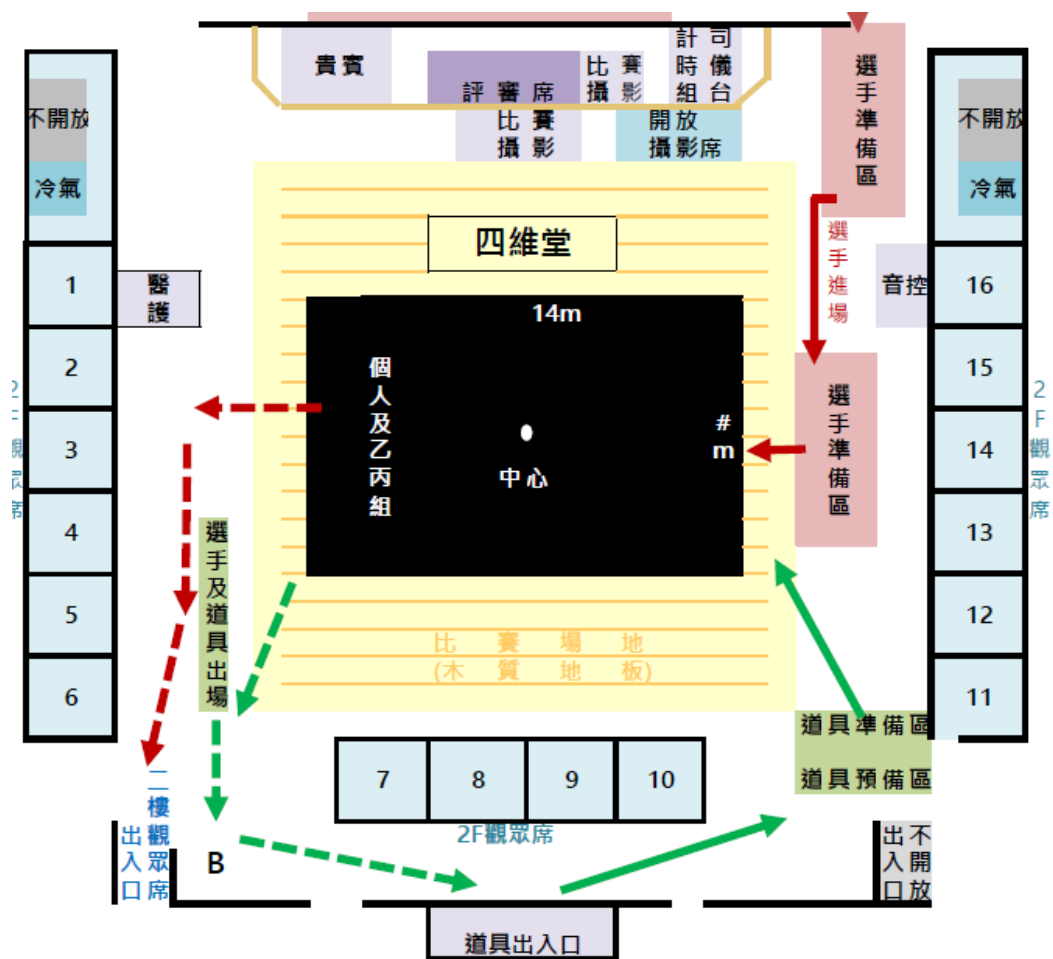 貴賓
評審席
比賽
攝影
計時組
司儀台
比賽
攝影
開放
攝影席
選手準備區
不開放
冷氣
不開放
冷氣
四維堂
選手進場
醫護
音控
14m
個人及乙丙組
#m
中心
選手準備區
1
2
3
4
5
6
2F觀眾席
16
15
14
13
12
11
2F觀眾席
選手及道具出場
比賽場地
(木質地板)
道具準備區
道具預備區
7
8
9
10
2F觀眾席
二樓觀眾席
出入口
B
不開放
出入口
道具出入口